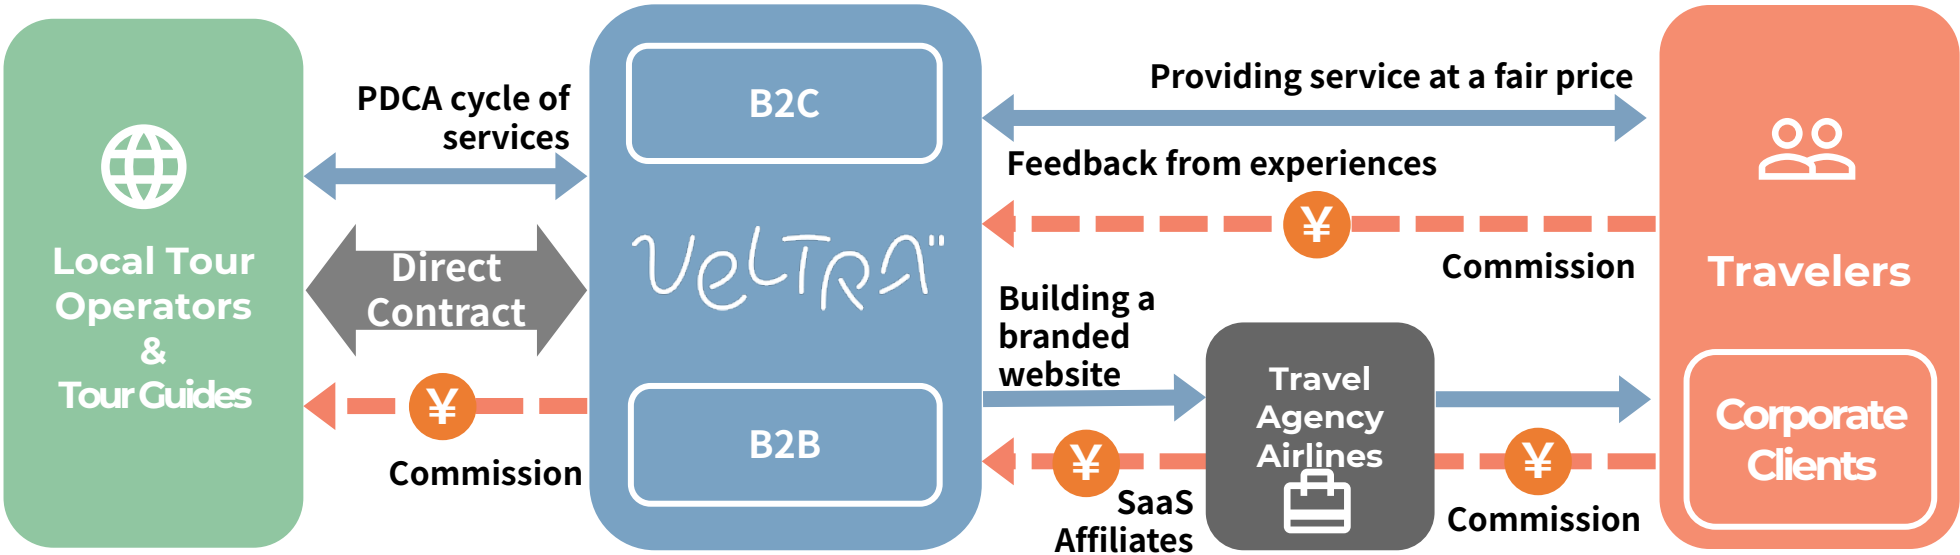 Local Tour
Operators
&
Tour Guides
PDCA cycle of
services
Direct
Contract
¥
Commission
B2C
VELTRA
B2B
Providing service at a fair price
Feedback from experiences
¥
Commission
Building a
branded
website
¥
SaaS
Affiliates
Travel
Agency
Airlines
¥
Commission
Travelers
Corporate
Clients